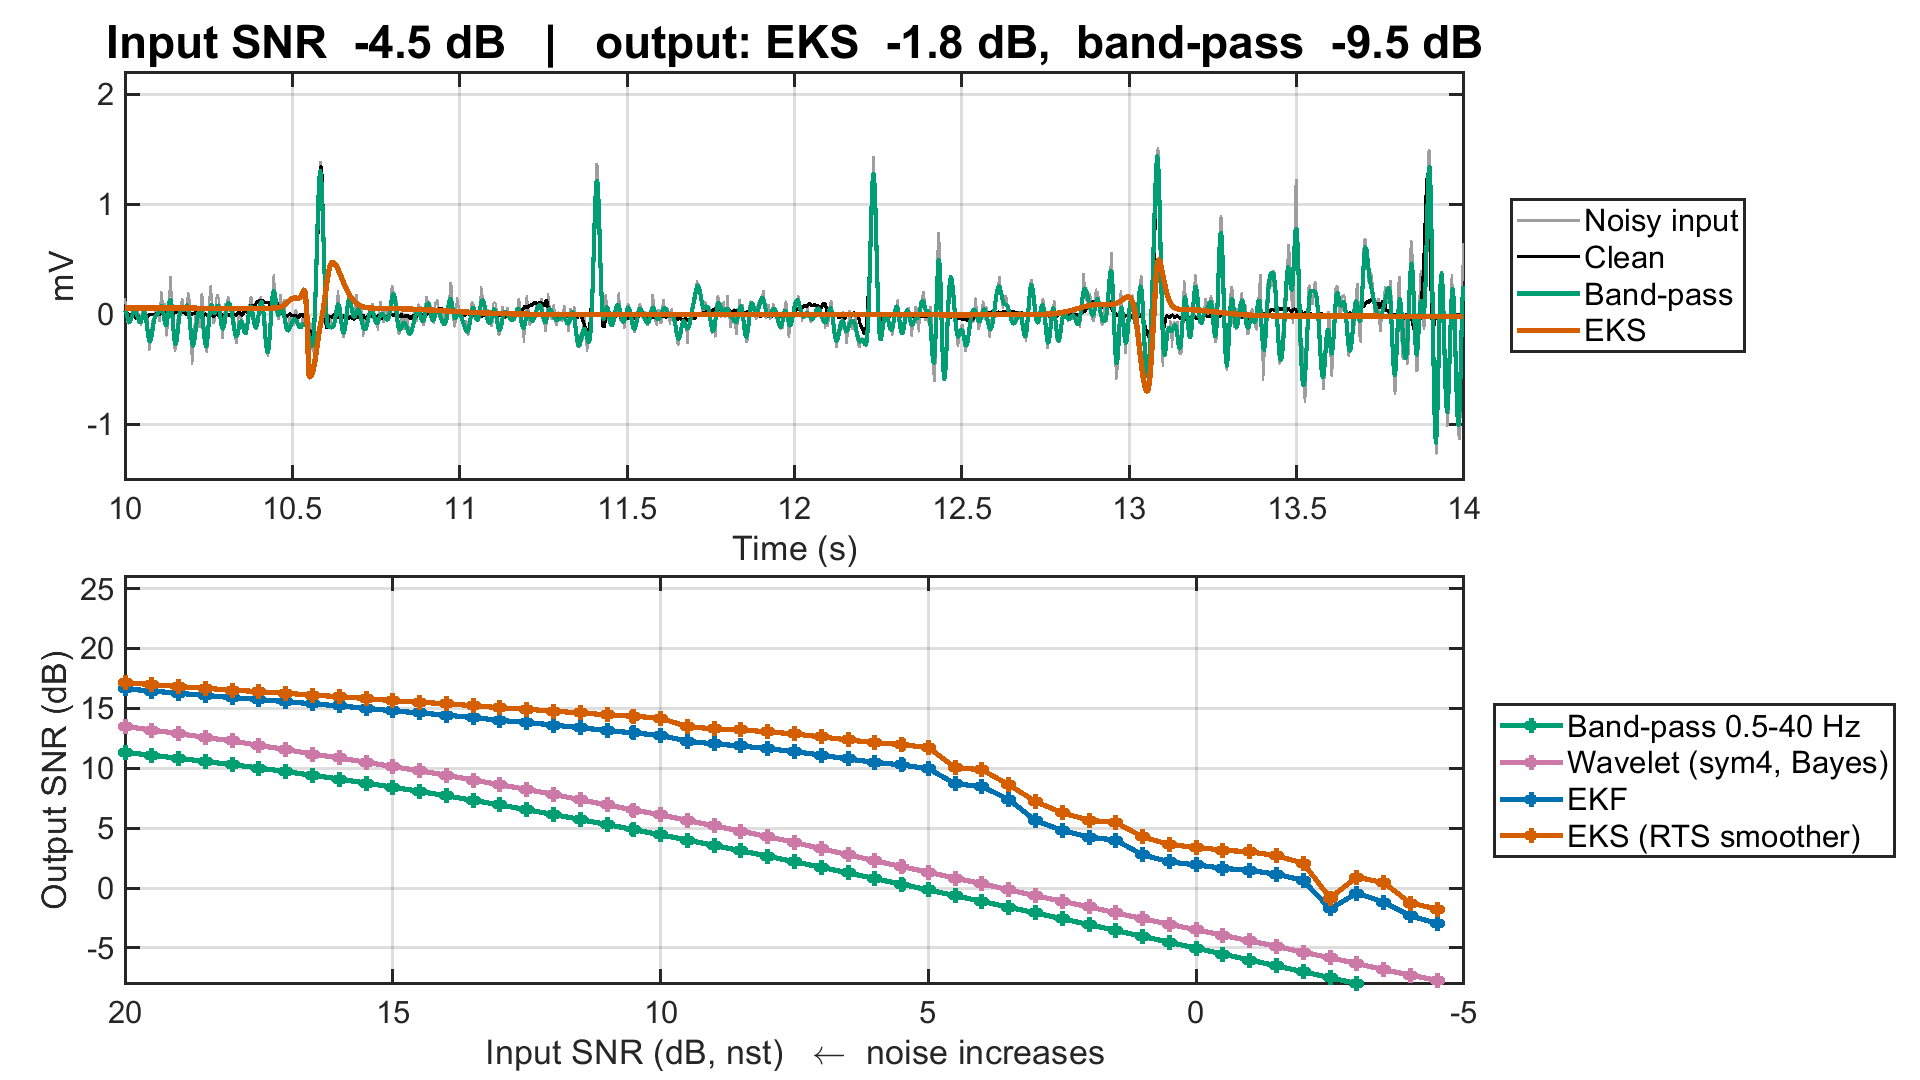 Input SNR -4.5 dB | output: EKS -1.8 dB, band-pass -9.5 dB
2
1
0
-1
mV
10 10.5 11 11.5 12 12.5 13 13.5 14
Time (s)
Noisy input
Clean
Band-pass
EKS
25
20
15
10
5
0
-5
Output SNR (dB)
20 15 10 5 0 -5
Input SNR (dB, nst) ← noise increases
Band-pass 0.5-40 Hz
Wavelet (sym4, Bayes)
EKF
EKS (RTS smoother)